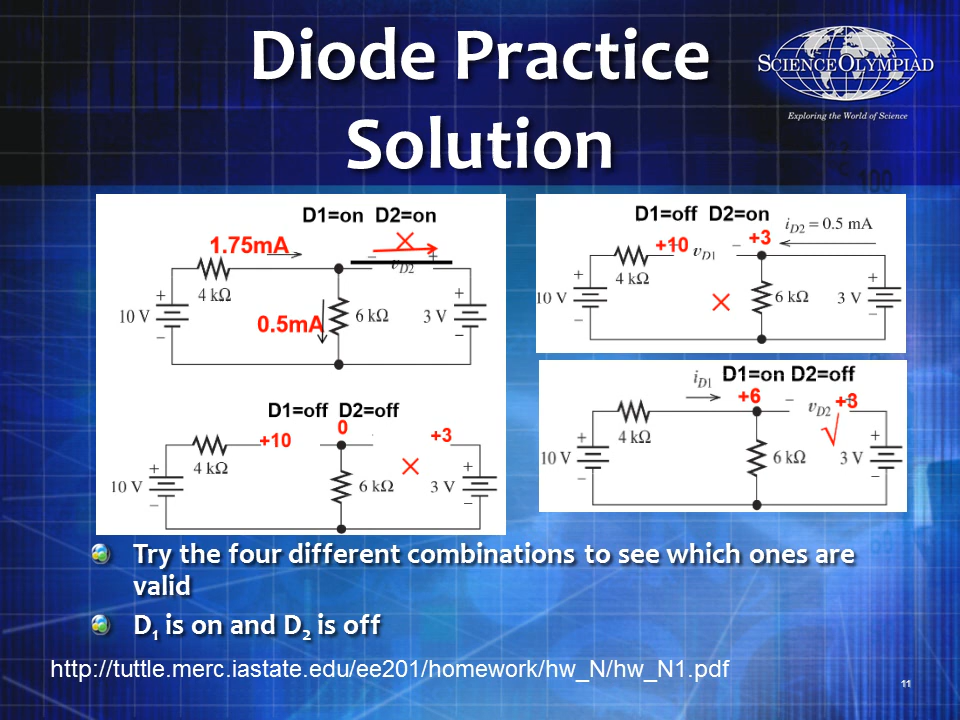 Diode Practice
Solution
SCIENCE OLYMPIAD
Exploring the World of Science
100
D1=on D2=on
1.75mA
− vD2 +
4 kΩ
10 V
+
−
0.5mA
6 kΩ
3 V
+
−
D1=off D2=off
+10
0
+3
4 kΩ
10 V
+
−
6 kΩ
3 V
+
−
D1=off D2=on
iD2 = 0.5 mA
+10 vD1 − +3
4 kΩ
10 V
+
−
6 kΩ
3 V
+
−
iD1 D1=on D2=off
+6
− vD2 +3
4 kΩ
√
10 V
+
−
6 kΩ
3 V
+
−
Try the four different combinations to see which ones are
valid
D1 is on and D2 is off
http://tuttle.merc.iastate.edu/ee201/homework/hw_N/hw_N1.pdf
11